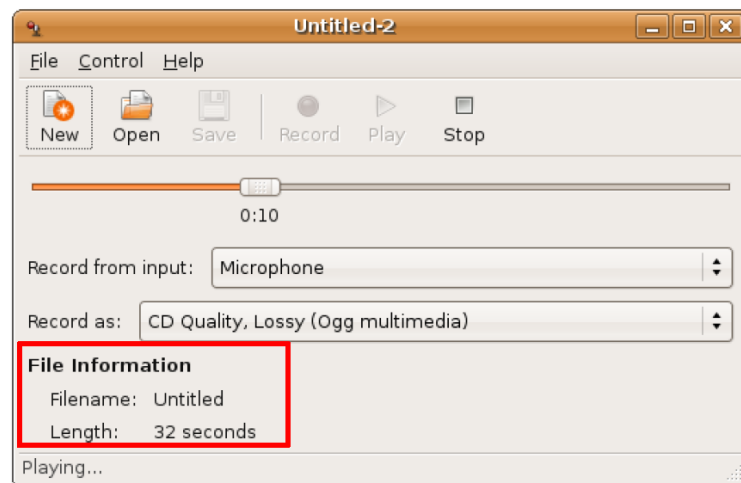 Untitled-2
File Control Help
New Open Save Record Play Stop
0:10
Record from input: Microphone
Record as: CD Quality, Lossy (Ogg multimedia)
File Information
Filename: Untitled
Length: 32 seconds
Playing...